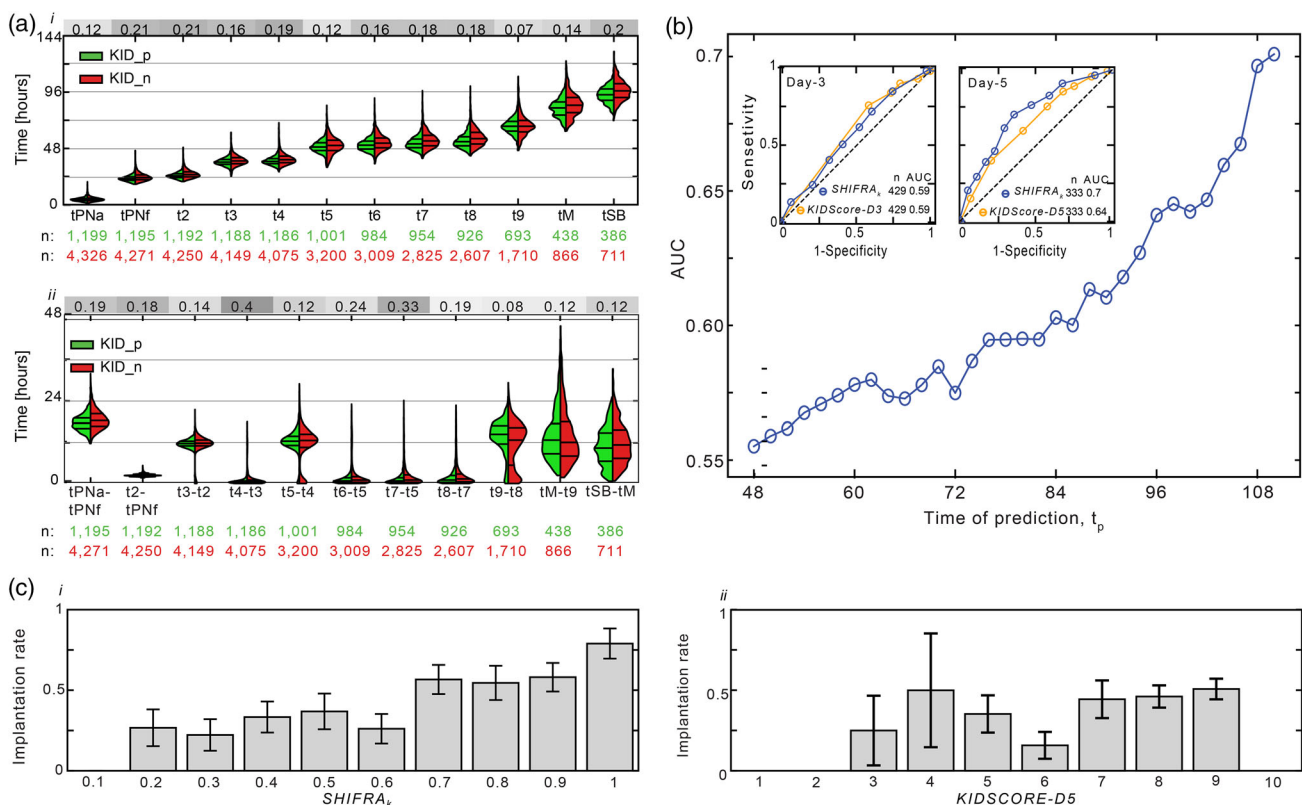 (a)
i
0.12 0.21 0.21 0.16 0.19 0.12 0.16 0.18 0.18 0.07 0.14 0.2
144
96
48
0
Time [hours]
KID_p
KID_n
tPNa tPNf t2 t3 t4 t5 t6 t7 t8 t9 tM tSB
n: 1,199 1,195 1,192 1,188 1,186 1,001 984 954 926 693 438 386
n: 4,326 4,271 4,250 4,149 4,075 3,200 3,009 2,825 2,607 1,710 866 711
ii
0.19 0.18 0.14 0.4 0.12 0.24 0.33 0.19 0.08 0.12 0.12
48
24
0
Time [hours]
KID_p
KID_n
tPNa- t2- t3-t2 t4-t3 t5-t4 t6-t5 t7-t5 t8-t7 t9-t8 tM-t9 tSB-tM
tPNf tPNf
n: 1,195 1,192 1,188 1,186 1,001 984 954 926 693 438 386
n: 4,271 4,250 4,149 4,075 3,200 3,009 2,825 2,607 1,710 866 711
(b)
0.7
0.65
0.60
0.55
AUC
48 60 72 84 96 108
Time of prediction, tp
Day-3
1
0.5
0
Sensetivity
n AUC
SHIFRAk 429 0.59
KIDScore-D3 429 0.59
0 0.5 1
1-Specificity
Day-5
n AUC
SHIFRAk 333 0.7
KIDScore-D5 333 0.64
0 0.5 1
1-Specificity
(c)
i
1
0.5
Implantation rate
0.1 0.2 0.3 0.4 0.5 0.6 0.7 0.8 0.9 1
SHIFRAk
ii
1
0.5
0
Implantation rate
1 2 3 4 5 6 7 8 9 10
KIDSCORE-D5